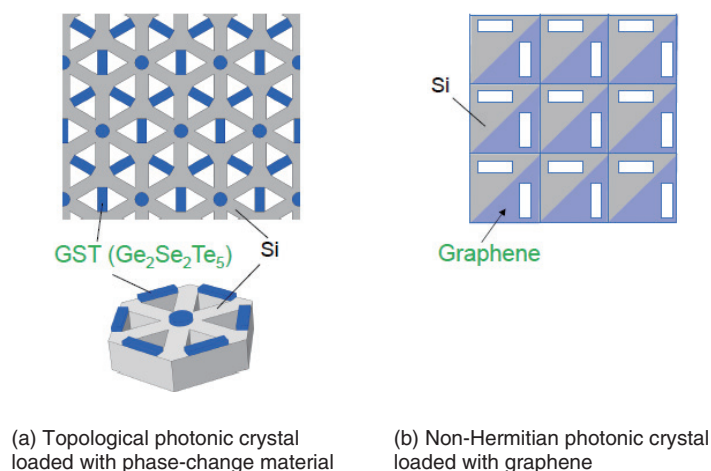 Si
GST (Ge₂Se₂Te₅)
Si
Graphene
(a) Topological photonic crystal
loaded with phase-change material
(b) Non-Hermitian photonic crystal
loaded with graphene